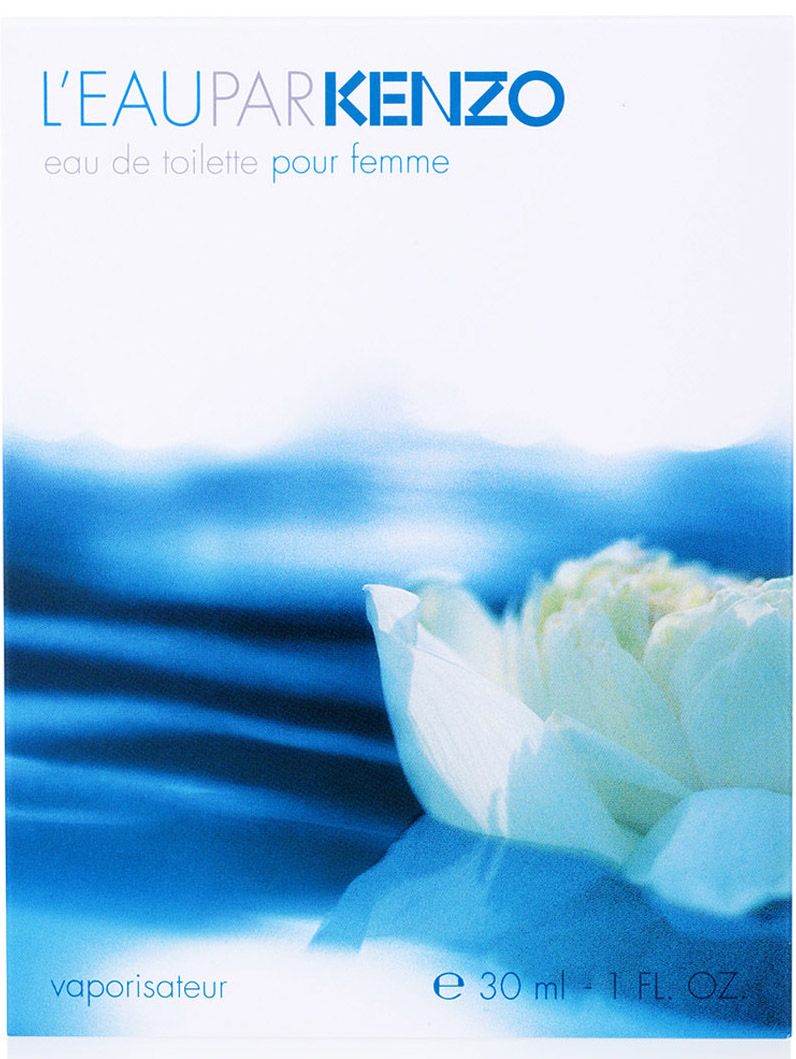 L'EAUPARKENZO
eau de toilette pour femme
vaporisateur ℮ 30 ml - 1 FL. OZ.